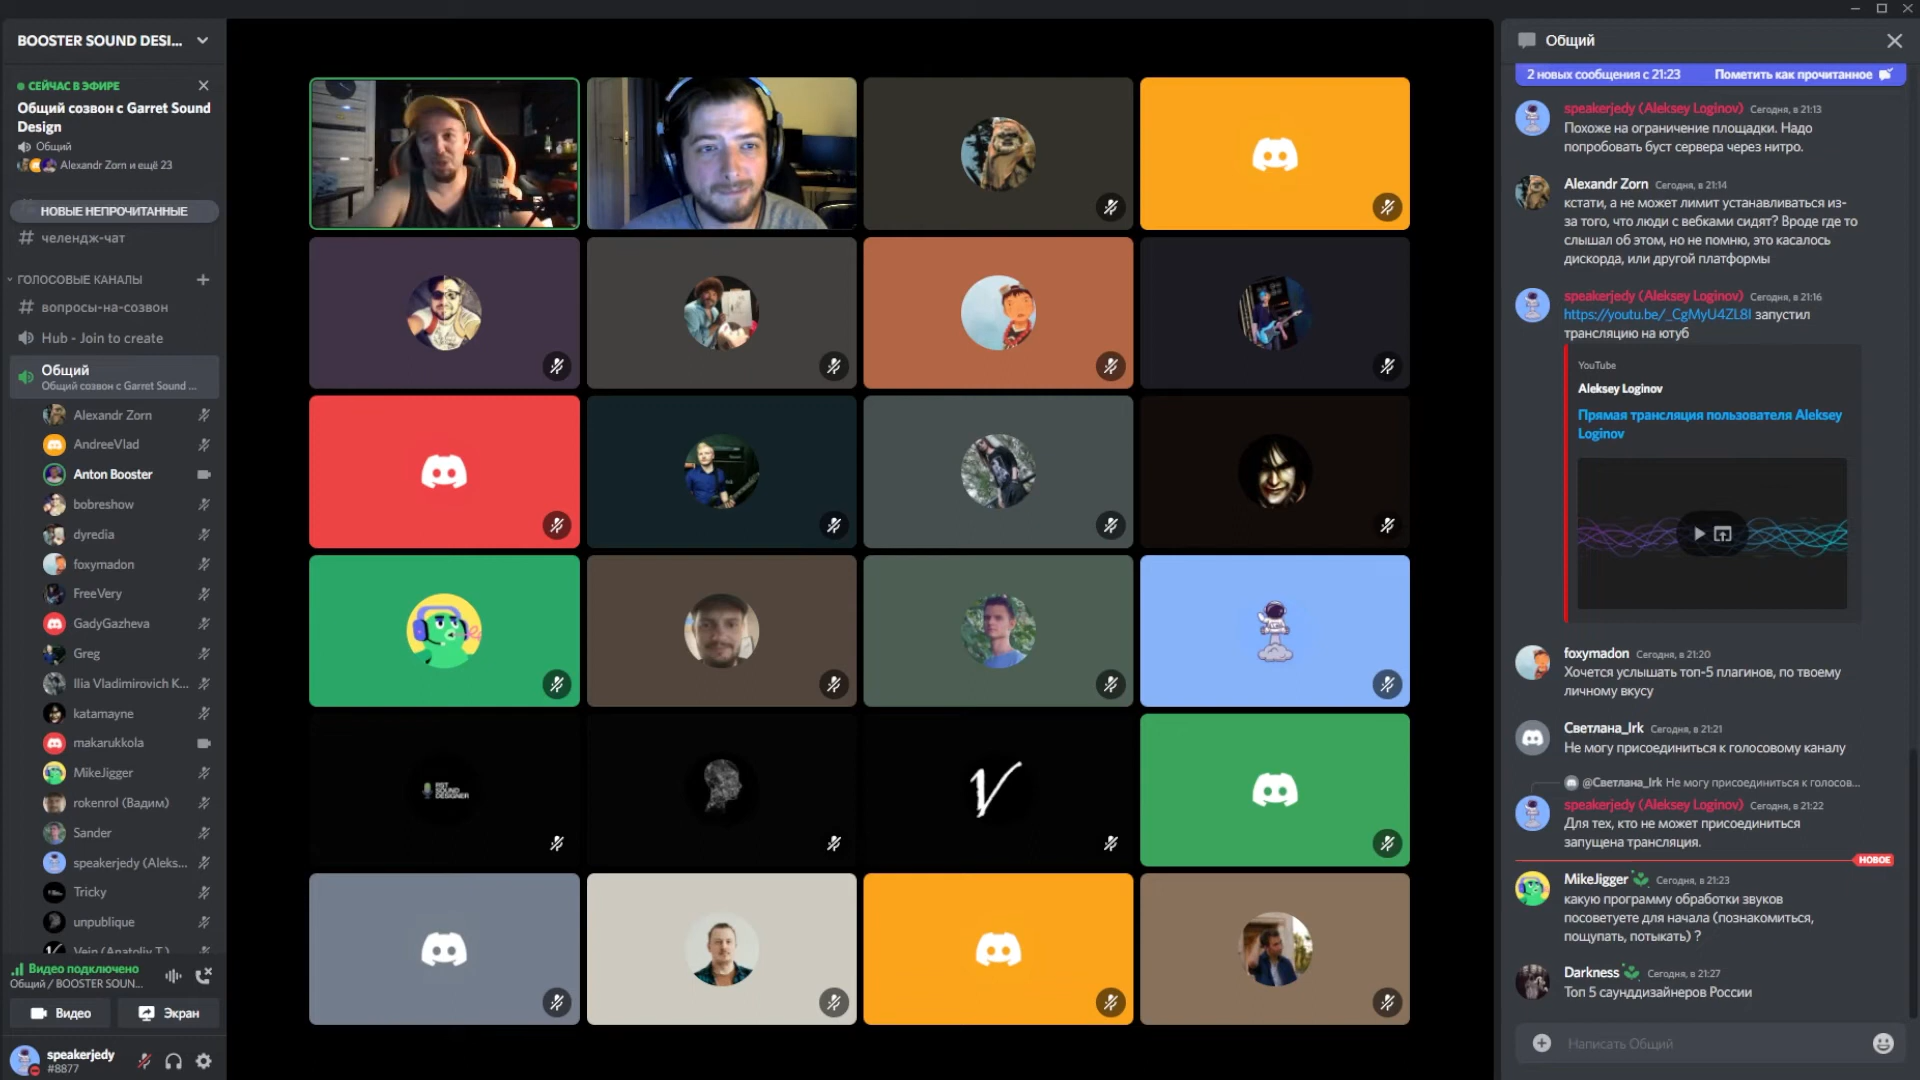 BOOSTER SOUND DESI...
СЕЙЧАС В ЭФИРЕ
Общий созвон с Garret Sound
Design
Общий
Alexandr Zorn и ещё 23
НОВЫЕ НЕПРОЧИТАННЫЕ
челендж-чат
ГОЛОСОВЫЕ КАНАЛЫ
вопросы-на-созвон
Hub - Join to create
Общий
Общий созвон с Garret Sound ...
Alexandr Zorn
AndreeVlad
Anton Booster
bobreshow
dyredia
foxymadon
FreeVery
GadyGazheva
Greg
Ilia Vladimirovich K...
katamayne
makarukkola
MikeJigger
rokenrol (Вадим)
Sander
speakerjedy (Aleks...
Tricky
unpublique
Vein (Anatoliy T.)
Видео подключено
Общий / BOOSTER SOUN...
Видео
Экран
speakerjedy
#8877
RST
SOUND
DESIGNER
Общий
2 новых сообщения с 21:23
Пометить как прочитанное
speakerjedy (Aleksey Loginov) Сегодня, в 21:13
Похоже на ограничение площадки. Надо
попробовать буст сервера через нитро.
Alexandr Zorn Сегодня, в 21:14
кстати, а не может лимит устанавливаться из-
за того, что люди с вебками сидят? Вроде где то
слышал об этом, но не помню, это касалось
дискорда, или другой платформы
speakerjedy (Aleksey Loginov) Сегодня, в 21:16
https://youtu.be/_CgMyU4ZL8I запустил
трансляцию на ютуб
YouTube
Aleksey Loginov
Прямая трансляция пользователя Aleksey
Loginov
foxymadon Сегодня, в 21:20
Хочется услышать топ-5 плагинов, по твоему
личному вкусу
Светлана_Irk Сегодня, в 21:21
Не могу присоединиться к голосовому каналу
@Светлана_Irk Не могу присоединиться к голосов...
speakerjedy (Aleksey Loginov) Сегодня, в 21:22
Для тех, кто не может присоединиться
запущена трансляция.
НОВОЕ
MikeJigger Сегодня, в 21:23
какую программу обработки звуков
посоветуете для начала (познакомиться,
пощупать, потыкать) ?
Darkness Сегодня, в 21:27
Топ 5 саунддизайнеров России
Написать Общий